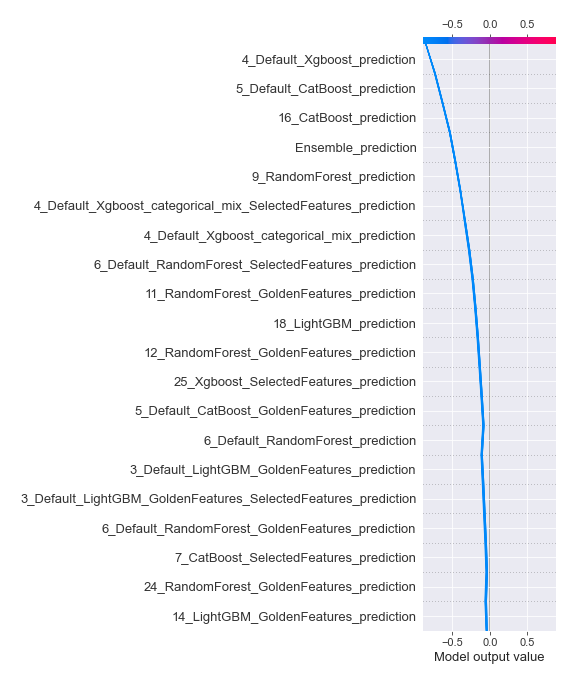 −0.5 0.0 0.5
4_Default_Xgboost_prediction
5_Default_CatBoost_prediction
16_CatBoost_prediction
Ensemble_prediction
9_RandomForest_prediction
4_Default_Xgboost_categorical_mix_SelectedFeatures_prediction
4_Default_Xgboost_categorical_mix_prediction
6_Default_RandomForest_SelectedFeatures_prediction
11_RandomForest_GoldenFeatures_prediction
18_LightGBM_prediction
12_RandomForest_GoldenFeatures_prediction
25_Xgboost_SelectedFeatures_prediction
5_Default_CatBoost_GoldenFeatures_prediction
6_Default_RandomForest_prediction
3_Default_LightGBM_GoldenFeatures_prediction
3_Default_LightGBM_GoldenFeatures_SelectedFeatures_prediction
6_Default_RandomForest_GoldenFeatures_prediction
7_CatBoost_SelectedFeatures_prediction
24_RandomForest_GoldenFeatures_prediction
14_LightGBM_GoldenFeatures_prediction
−0.5 0.0 0.5
Model output value